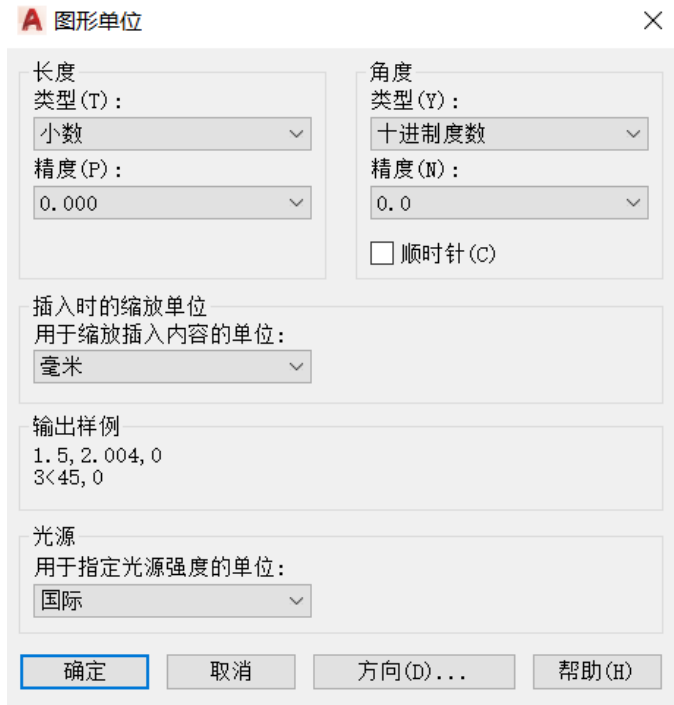 图形单位
长度
类型(T):
小数
精度(P):
0.000
角度
类型(Y):
十进制度数
精度(N):
0.0
顺时针(C)
插入时的缩放单位
用于缩放插入内容的单位:
毫米
输出样例
1.5,2.004,0
3<45,0
光源
用于指定光源强度的单位:
国际
确定
取消
方向(D)...
帮助(H)